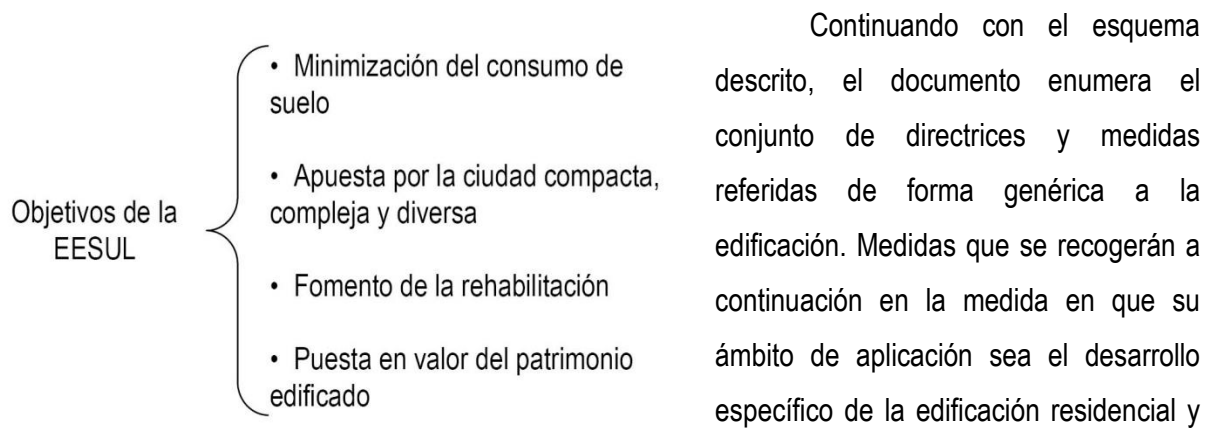 Objetivos de la
EESUL
• Minimización del consumo de
suelo
• Apuesta por la ciudad compacta,
compleja y diversa
• Fomento de la rehabilitación
• Puesta en valor del patrimonio
edificado
Continuando con el esquema
descrito, el documento enumera el
conjunto de directrices y medidas
referidas de forma genérica a la
edificación. Medidas que se recogerán a
continuación en la medida en que su
ámbito de aplicación sea el desarrollo
específico de la edificación residencial y